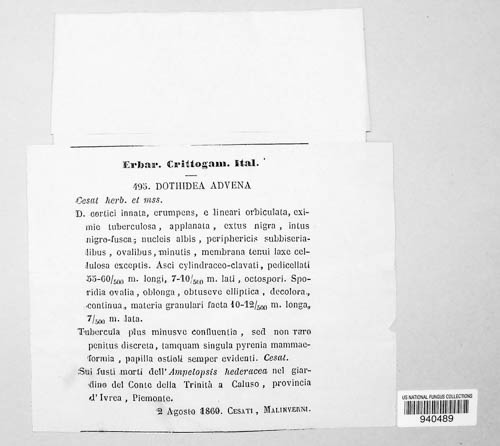 Erbar. Crittogam. Ital.
495. DOTHIDEA ADVENA
Cesat herb. et mss.
D. cortici innata, erumpens, e lineari orbiculata, exi-
mie tuberculosa, applanata, extus nigra, intus
nigro-fusca; nucleis albis, periphericis subbiseria-
libus, ovalibus, minutis, membrana tenui laxe cel-
lulosa exceptis. Asci cylindraceo-clavati, pedicellati
55-60/500 m. longi, 7-10/500 m. lati, octospori. Spo-
ridia ovalia, oblonga, obtuseve elliptica, decolora,
continua, materia granulari facta 10-12/500 m. longa,
7/500 m. lata.
Tubercula plus minusve confluentia, sed non raro
penitus discreta, tamquam singula pyrenia mammae-
formia, papilla ostioli semper evidenti. Cesat.
Sui fusti morti dell'Ampelopsis hederacea nel giar-
dino del Conte della Trinità a Caluso, provincia
d'Ivrea, Piemonte.
2 Agosto 1860. CESATI, MALINVERNI.
US NATIONAL FUNGUS COLLECTIONS
940489